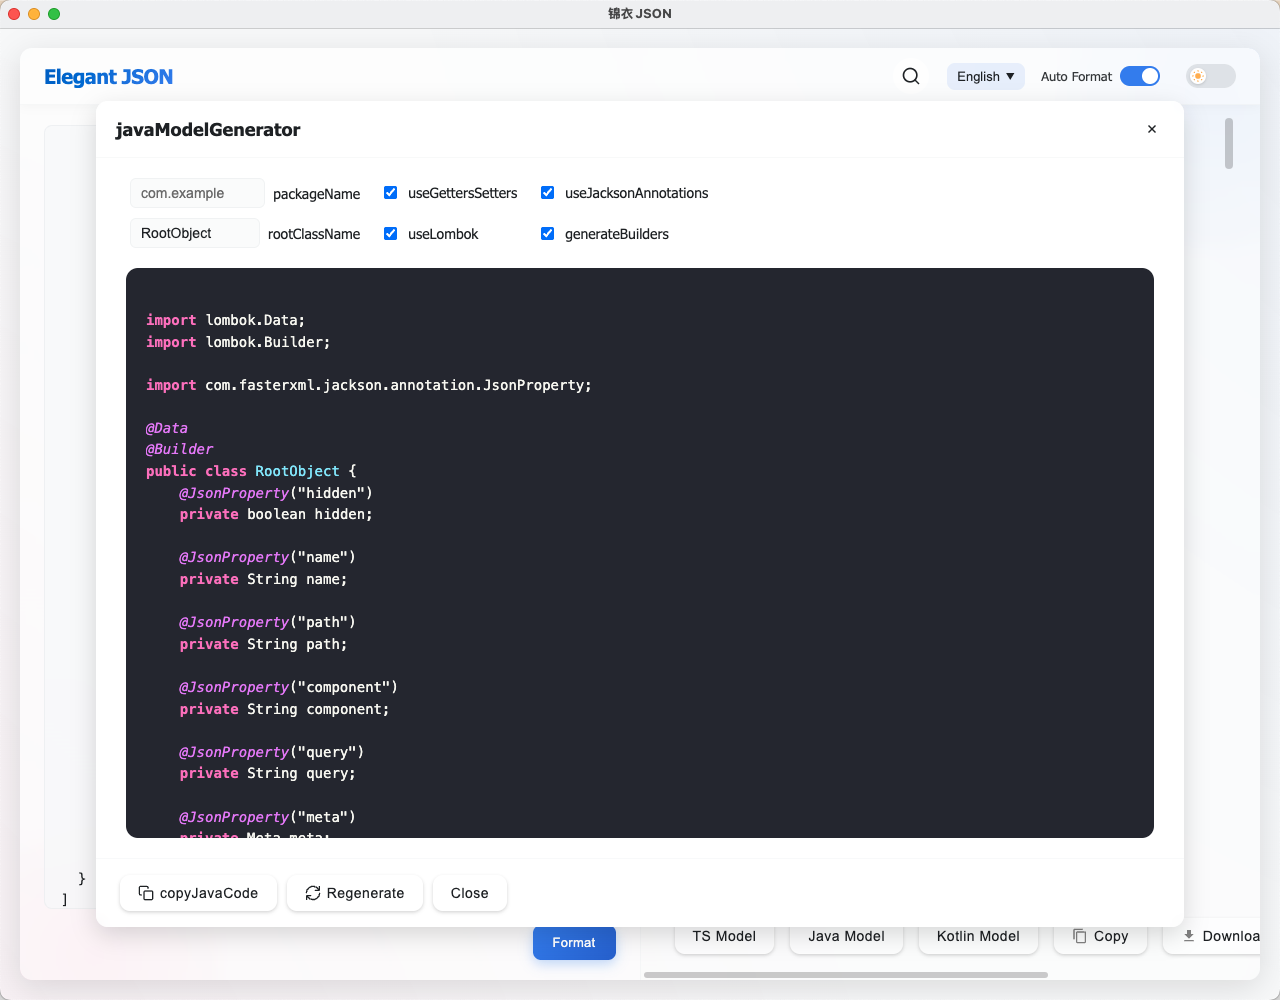 锦衣 JSON
Elegant JSON
English ▼
Auto Format
javaModelGenerator
×
com.example packageName useGettersSetters useJacksonAnnotations
RootObject rootClassName useLombok generateBuilders
import lombok.Data;
import lombok.Builder;
import com.fasterxml.jackson.annotation.JsonProperty;
@Data
@Builder
public class RootObject {
@JsonProperty("hidden")
private boolean hidden;
@JsonProperty("name")
private String name;
@JsonProperty("path")
private String path;
@JsonProperty("component")
private String component;
@JsonProperty("query")
private String query;
@JsonProperty("meta")
private Meta meta;
}
]
copyJavaCode Regenerate Close
Format
TS Model Java Model Kotlin Model Copy Downloa